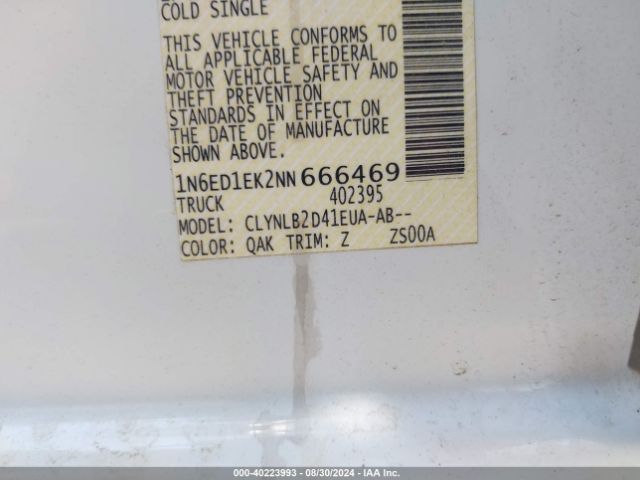 COLD SINGLE
THIS VEHICLE CONFORMS TO
ALL APPLICABLE FEDERAL
MOTOR VEHICLE SAFETY AND
THEFT PREVENTION
STANDARDS IN EFFECT ON
THE DATE OF MANUFACTURE
SHOWN ABOVE.
1N6ED1EK2NN666469
TRUCK 402395
MODEL: CLYNLB2D41EUA-AB--
COLOR: QAK TRIM: Z ZS00A
000-40223993 - 08/30/2024 - IAA Inc.